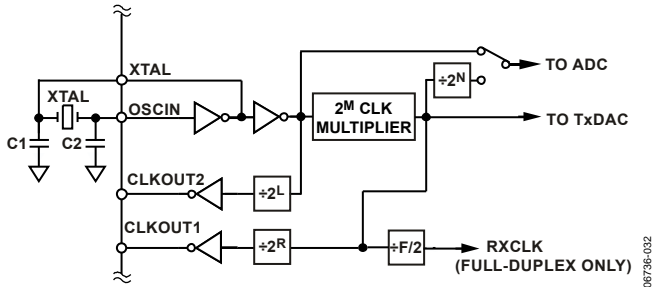 XTAL
XTAL
OSCIN
C1
C2
2ᴹ CLK
MULTIPLIER
÷2ᴺ
TO ADC
TO TxDAC
CLKOUT2
÷2ᴸ
CLKOUT1
÷2ᴿ
÷F/2
RXCLK
(FULL-DUPLEX ONLY)
06736-032